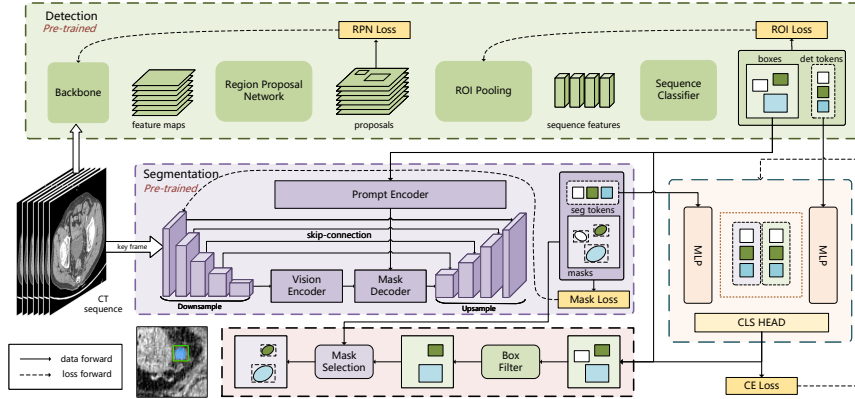 Detection
Pre-trained
RPN Loss
ROI Loss
boxes
det tokens
Backbone
feature maps
Region Proposal
Network
proposals
ROI Pooling
sequence features
Sequence
Classifier
Segmentation
Pre-trained
Prompt Encoder
seg tokens
masks
skip-connection
key frame
CT
sequence
Vision
Encoder
Mask
Decoder
Downsample
Upsample
Mask Loss
MLP
MLP
CLS HEAD
data forward
loss forward
Mask
Selection
Box
Filter
CE Loss